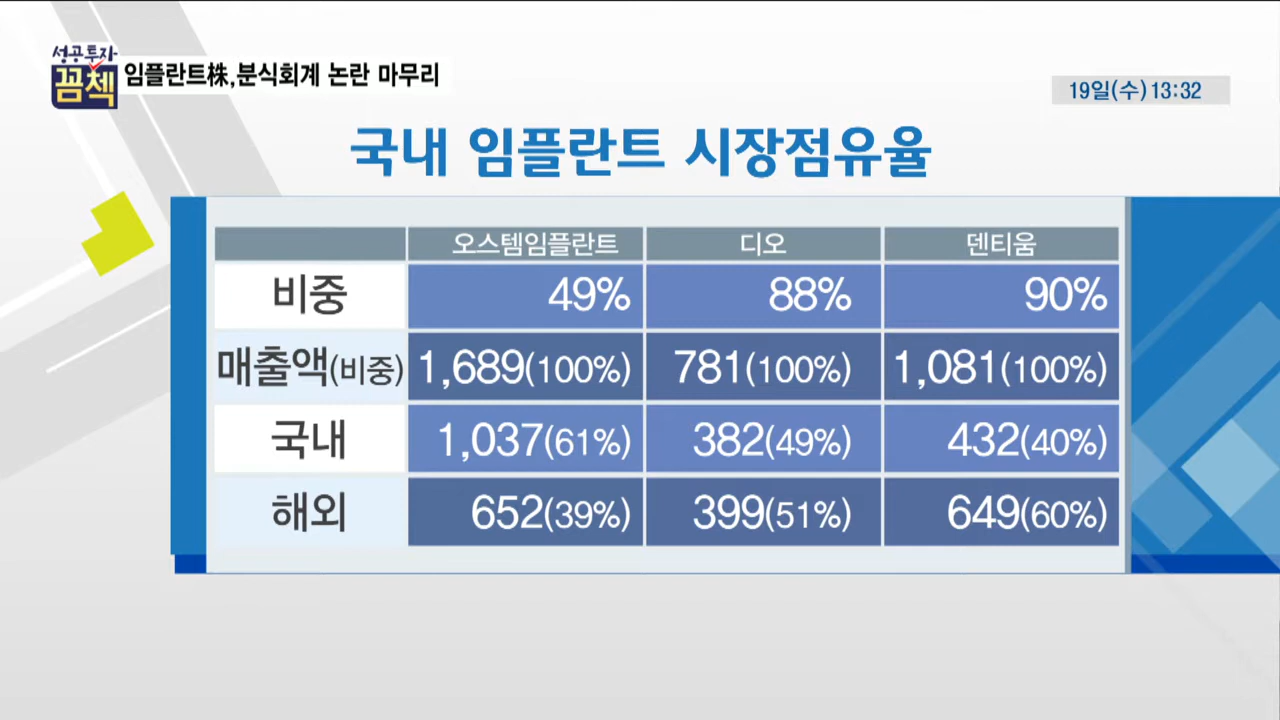 성공투자
꼼첵
임플란트株,분식회계 논란 마무리
19일(수) 13:32
국내 임플란트 시장점유율
오스템임플란트 디오 덴티움
비중 49% 88% 90%
매출액(비중) 1,689(100%) 781(100%) 1,081(100%)
국내 1,037(61%) 382(49%) 432(40%)
해외 652(39%) 399(51%) 649(60%)